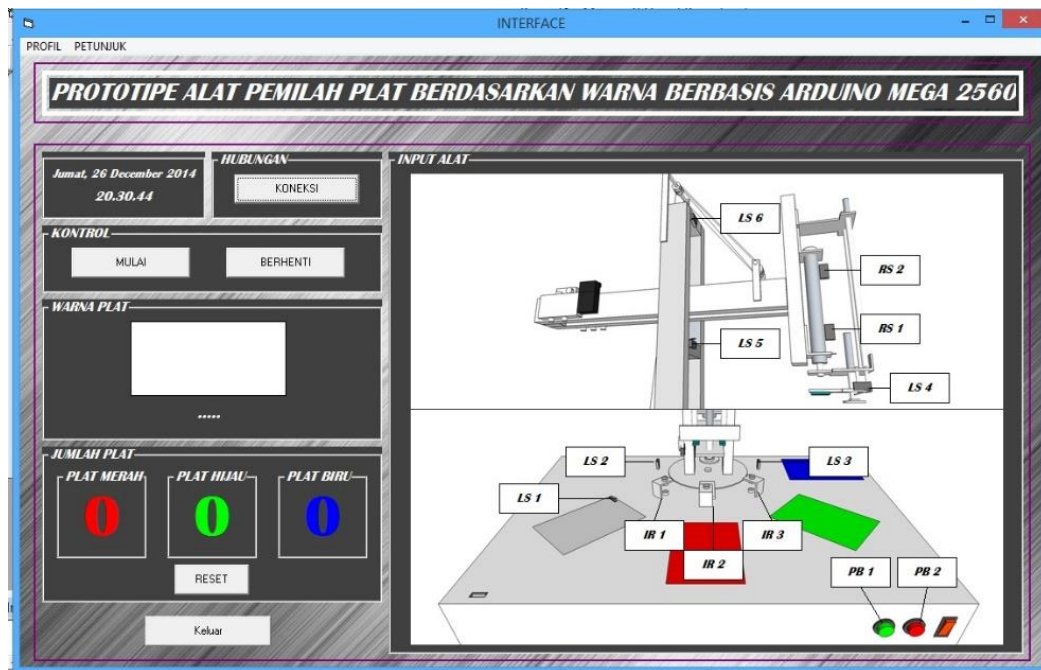 INTERFACE
PROFIL PETUNJUK
PROTOTIPE ALAT PEMILAH PLAT BERDASARKAN WARNA BERBASIS ARDUINO MEGA 2560
Jumat, 26 December 2014
20.30.44
HUBUNGAN
KONEKSI
KONTROL
MULAI BERHENTI
WARNA PLAT
.....
JUMLAH PLAT
PLAT MERAH PLAT HIJAU PLAT BIRU
0 0 0
RESET
Keluar
INPUT ALAT
LS 6
RS 2
RS 1
LS 5
LS 4
LS 2 LS 3
LS 1
IR 1 IR 3
IR 2
PB 1 PB 2